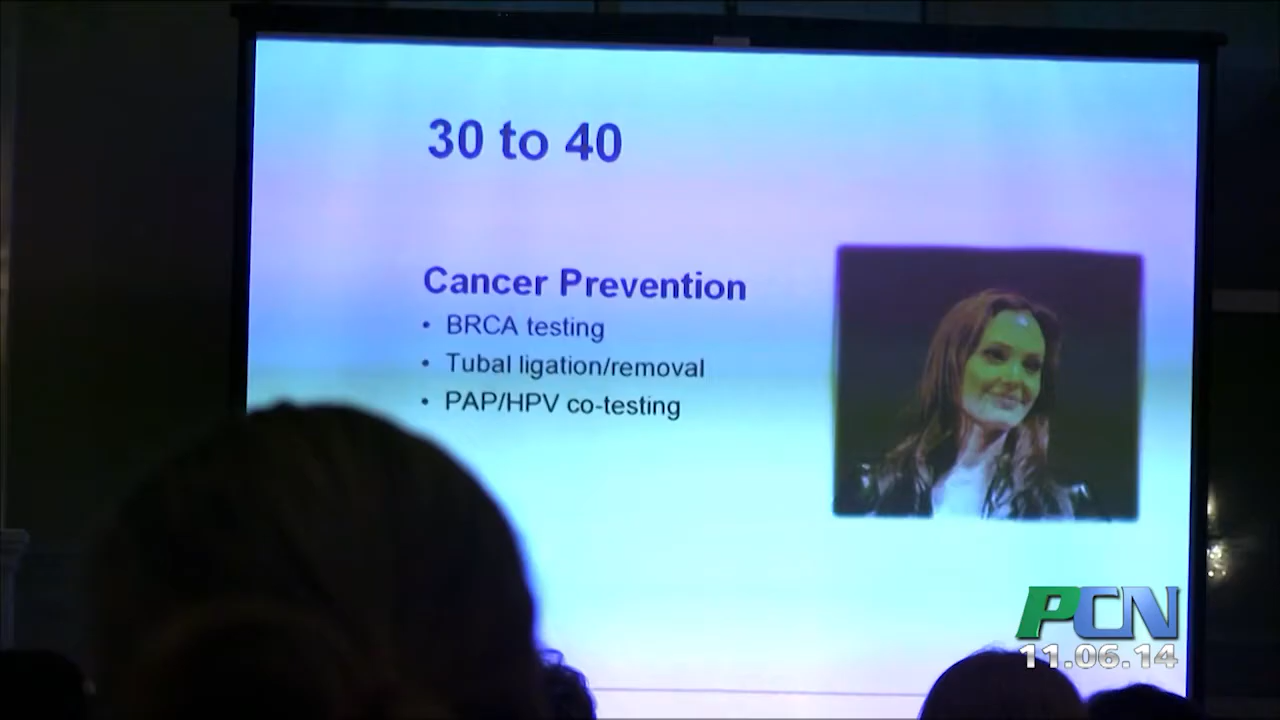 30 to 40
Cancer Prevention
• BRCA testing
• Tubal ligation/removal
• PAP/HPV co-testing
PCN
11.06.14